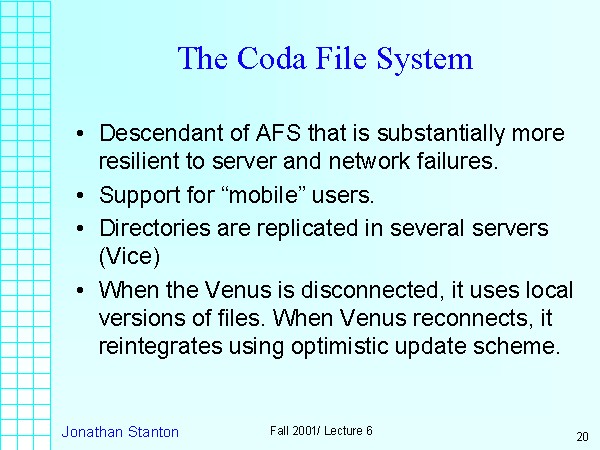 The Coda File System
• Descendant of AFS that is substantially more
resilient to server and network failures.
• Support for “mobile” users.
• Directories are replicated in several servers
(Vice)
• When the Venus is disconnected, it uses local
versions of files. When Venus reconnects, it
reintegrates using optimistic update scheme.
Jonathan Stanton
Fall 2001/ Lecture 6
20